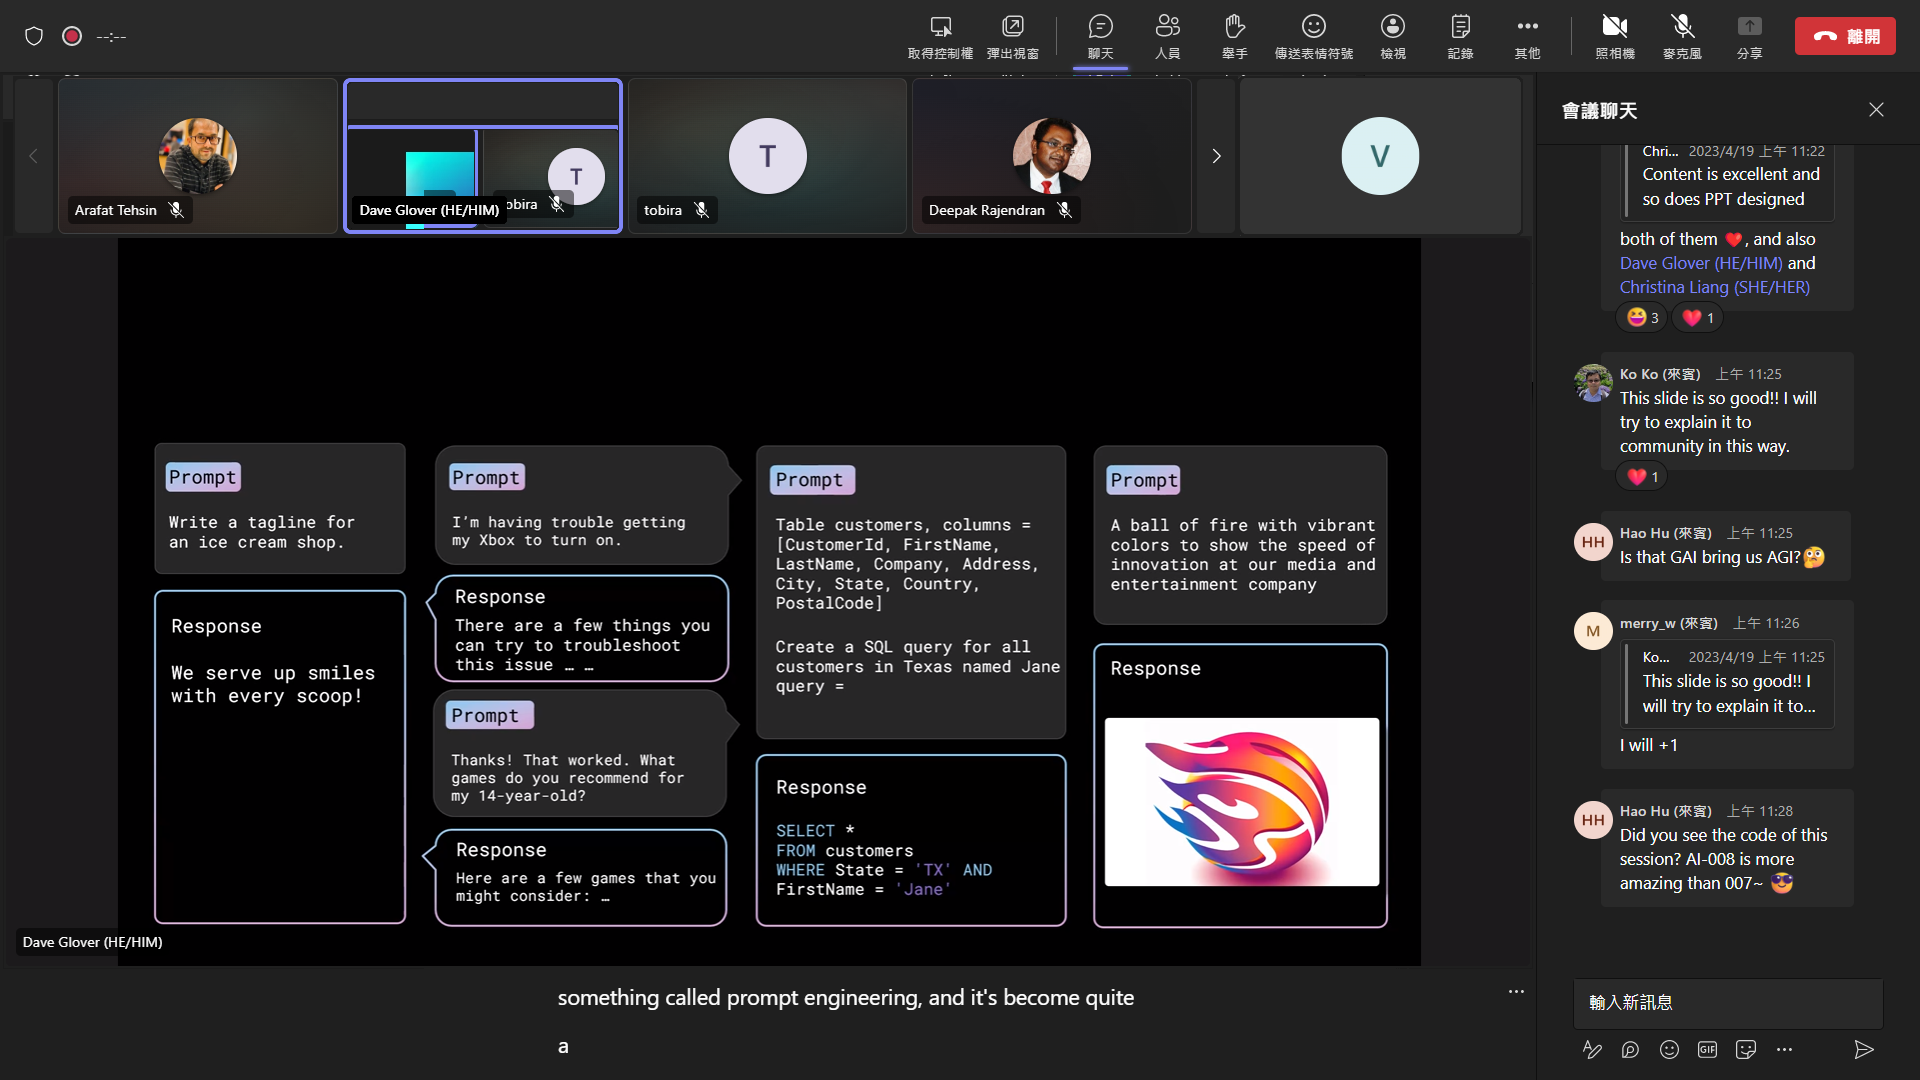 --:--
取得控制權
彈出視窗
聊天
人員
舉手
傳送表情符號
檢視
記錄
其他
照相機
麥克風
分享
離開
Arafat Tehsin
Dave Glover (HE/HIM)
obira
T
T
tobira
Deepak Rajendran
V
Prompt
Write a tagline for
an ice cream shop.
Response
We serve up smiles
with every scoop!
Prompt
I'm having trouble getting
my Xbox to turn on.
Response
There are a few things you
can try to troubleshoot
this issue … …
Prompt
Thanks! That worked. What
games do you recommend for
my 14-year-old?
Response
Here are a few games that you
might consider: …
Prompt
Table customers, columns =
[CustomerId, FirstName,
LastName, Company, Address,
City, State, Country,
PostalCode]
Create a SQL query for all
customers in Texas named Jane
query =
Response
SELECT *
FROM customers
WHERE State = 'TX' AND
FirstName = 'Jane'
Prompt
A ball of fire with vibrant
colors to show the speed of
innovation at our media and
entertainment company
Response
Dave Glover (HE/HIM)
something called prompt engineering, and it's become quite
a
會議聊天
Chri... 2023/4/19 上午 11:22
Content is excellent and
so does PPT designed
both of them ❤️, and also
Dave Glover (HE/HIM) and
Christina Liang (SHE/HER)
3
1
Ko Ko (來賓) 上午 11:25
This slide is so good!! I will
try to explain it to
community in this way.
1
HH
Hao Hu (來賓) 上午 11:25
Is that GAI bring us AGI?🤔
M
merry_w (來賓) 上午 11:26
Ko... 2023/4/19 上午 11:25
This slide is so good!! I
will try to explain it to...
I will +1
HH
Hao Hu (來賓) 上午 11:28
Did you see the code of this
session? AI-008 is more
amazing than 007~ 😎
輸入新訊息
GIF